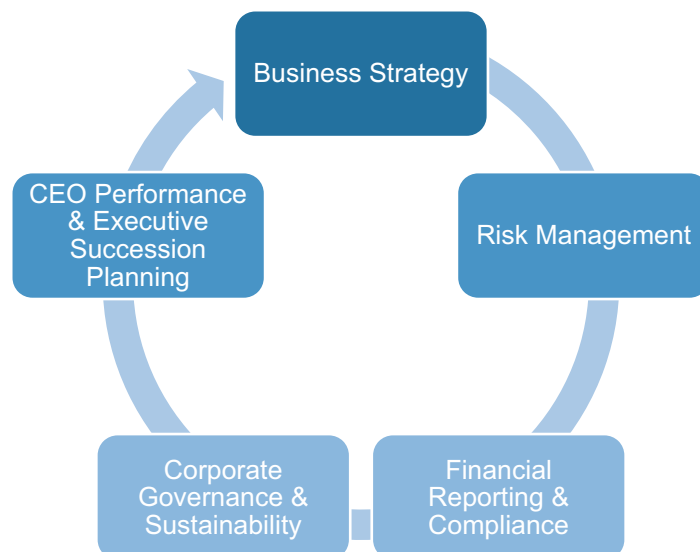 Business Strategy
Risk Management
Financial
Reporting &
Compliance
Corporate
Governance &
Sustainability
CEO Performance
& Executive
Succession
Planning